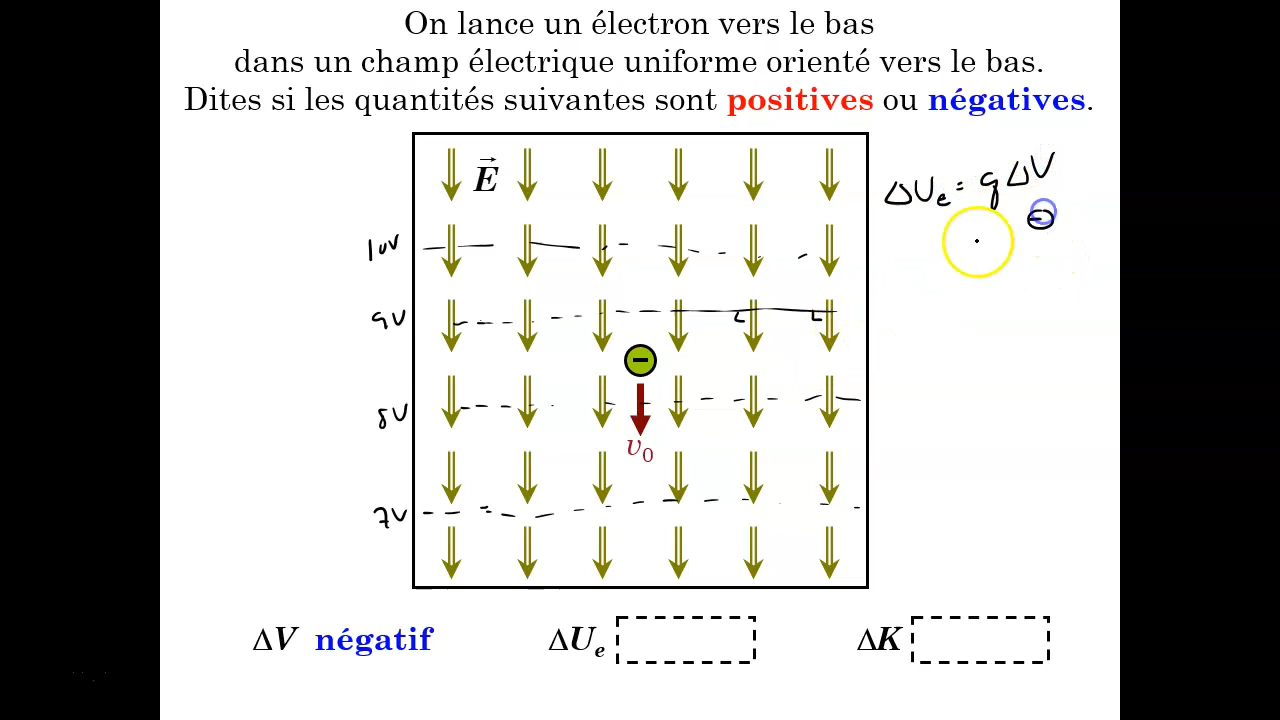 On lance un électron vers le bas
dans un champ électrique uniforme orienté vers le bas.
Dites si les quantités suivantes sont positives ou négatives.
E
ΔUe = qΔV
10V
9V
8V
v0
7V
ΔV négatif ΔUe ΔK